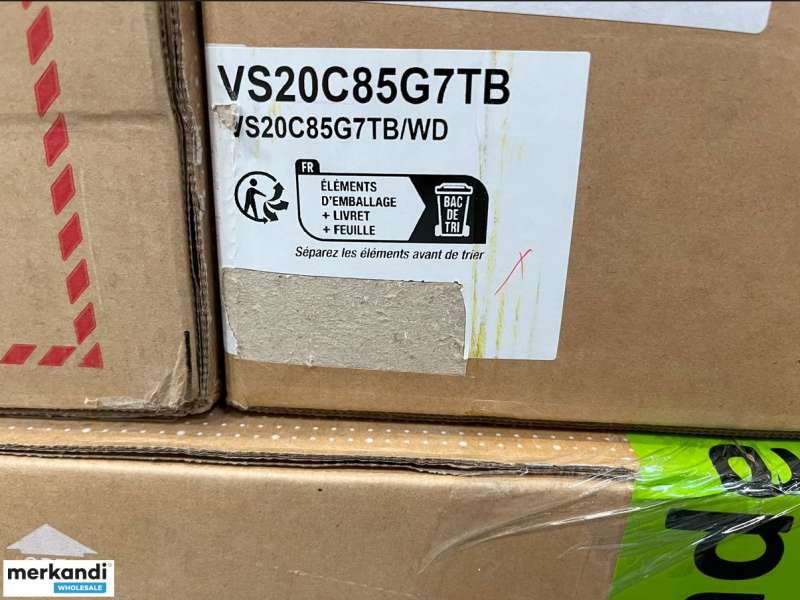 VS20C85G7TB
VS20C85G7TB/WD
FR
ÉLÉMENTS
D'EMBALLAGE
+ LIVRET
+ FEUILLE
BAC
DE
TRI
Séparez les éléments avant de trier
merkandi
WHOLESALE